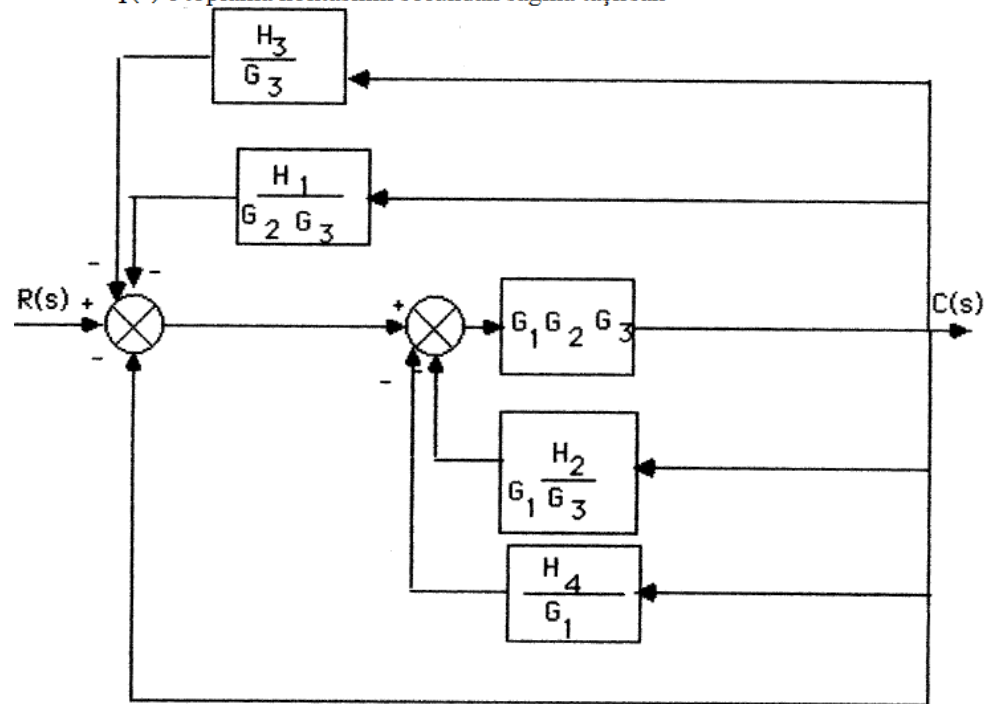 H3
G3
H1
G2 G3
- -
R(s) + + G1 G2 G3 C(s)
- - -
H2
G1 G3
H4
G1